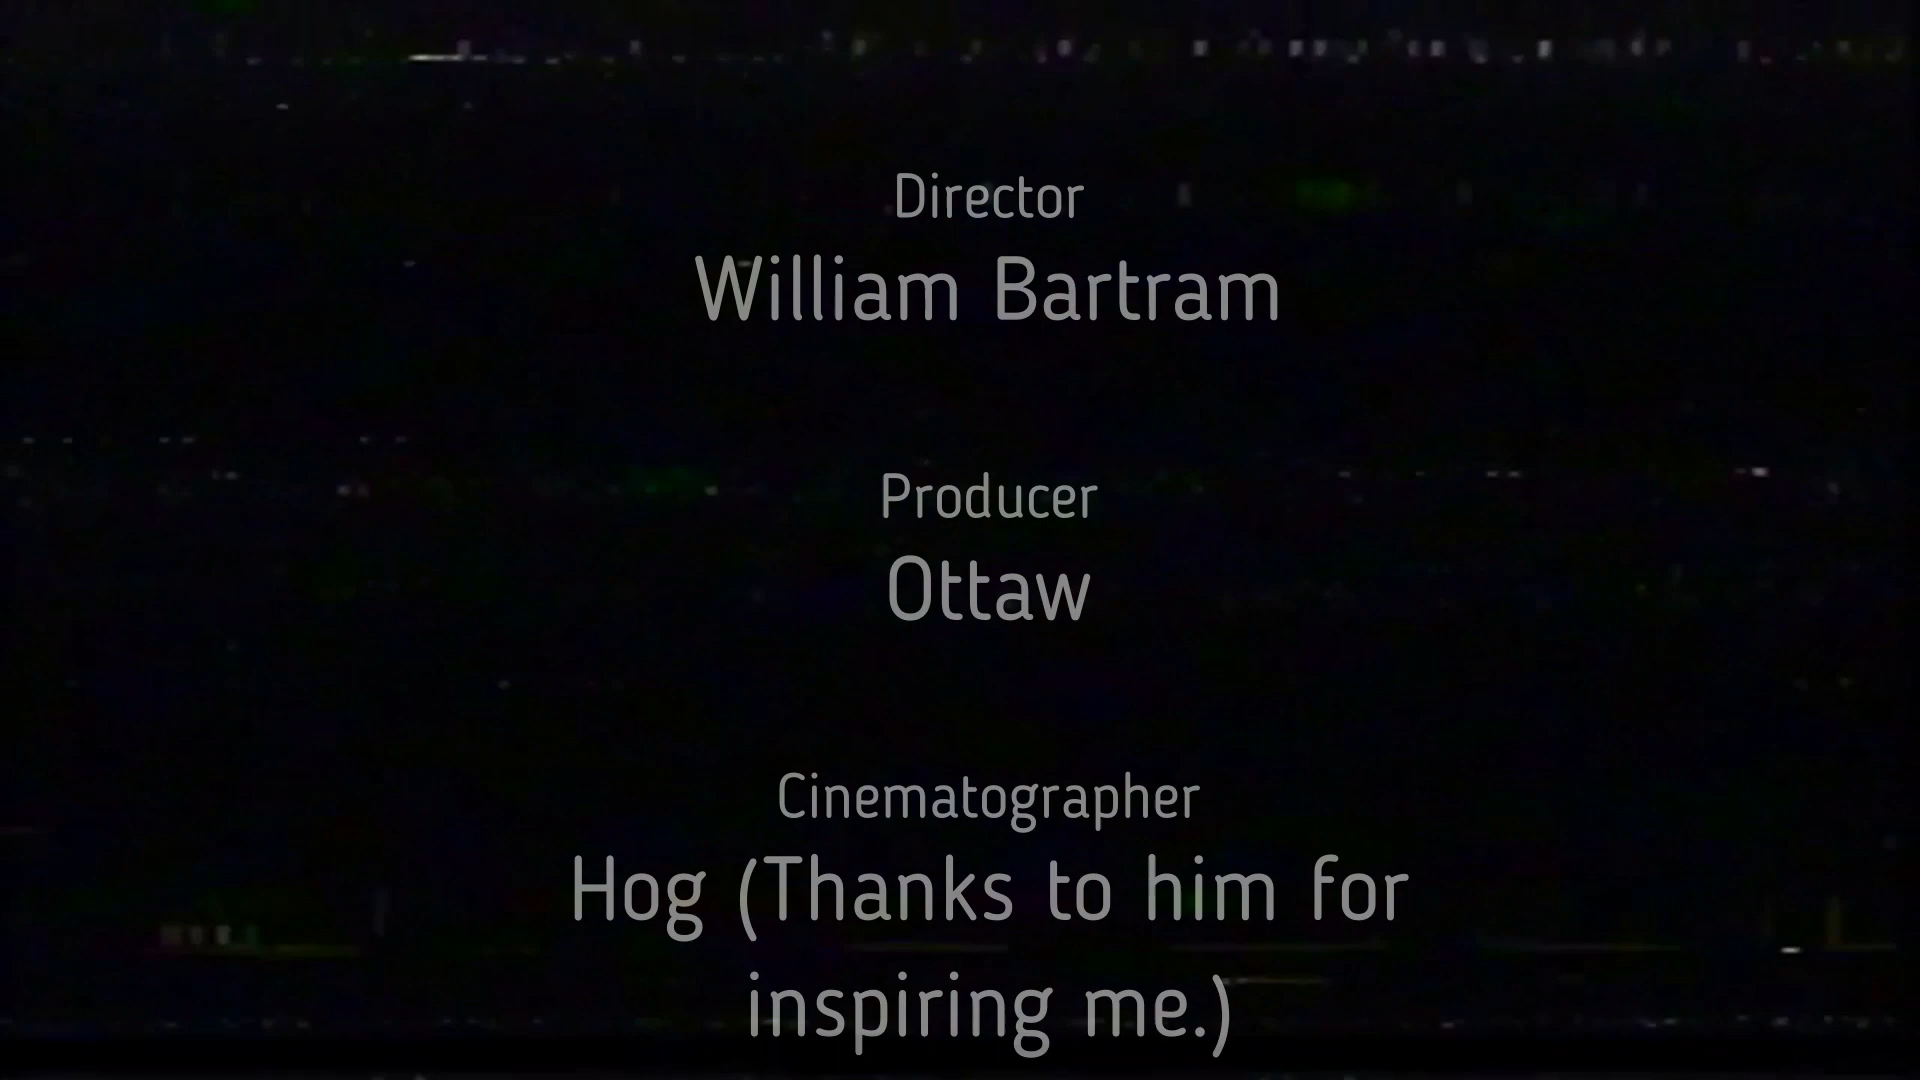 Director
William Bartram
Producer
Ottaw
Cinematographer
Hog (Thanks to him for
inspiring me.)